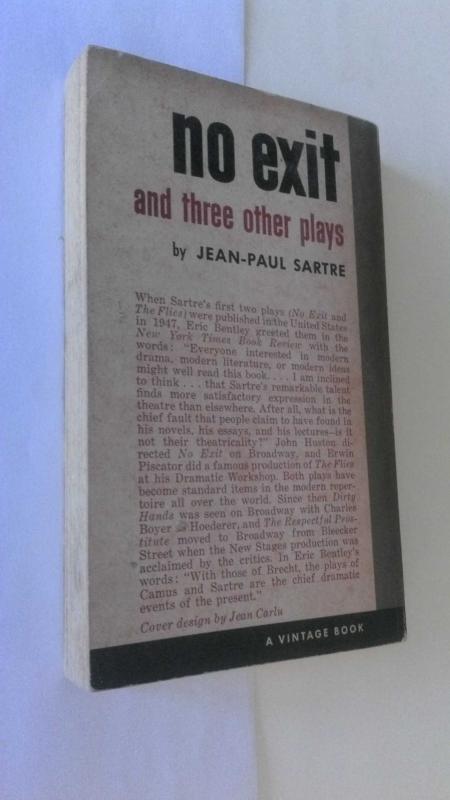 no exit
and three other plays
by JEAN-PAUL SARTRE
When Sartre's first two plays (No Exit and
The Flies) were published in the United States
in 1947, Eric Bentley greeted them in the
New York Times Book Review with the
words: "Everyone interested in modern
drama, modern literature, or modern ideas
might well read this book. . . . I am inclined
to think . . . that Sartre's remarkable talent
finds more satisfactory expression in the
theatre than elsewhere. After all, what is the
chief fault that people claim to have found in
his novels, his essays, and his lectures—is it
not their theatricality?" John Huston di-
rected No Exit on Broadway, and Erwin
Piscator did a famous production of The Flies
at his Dramatic Workshop. Both plays have
become standard items in the modern reper-
toire all over the world. Since then Dirty
Hands was seen on Broadway with Charles
Boyer as Hoederer, and The Respectful Pros-
titute moved to Broadway from Bleecker
Street when the New Stages production was
acclaimed by the critics. In Eric Bentley's
words: "With those of Brecht, the plays of
Camus and Sartre are the chief dramatic
events of the present."
Cover design by Jean Carlu
A VINTAGE BOOK